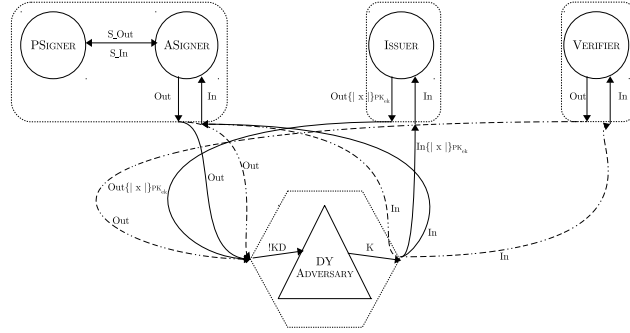 S_Out
PSIGNER
ASIGNER
S_In
ISSUER
VERIFIER
Out
In
Out{| x |}PK_ek
In
Out
In
In{| x |}PK_ek
Out
Out{| x |}PK_ek
Out
In
Out
In
!KD
K
DY
ADVERSARY
In